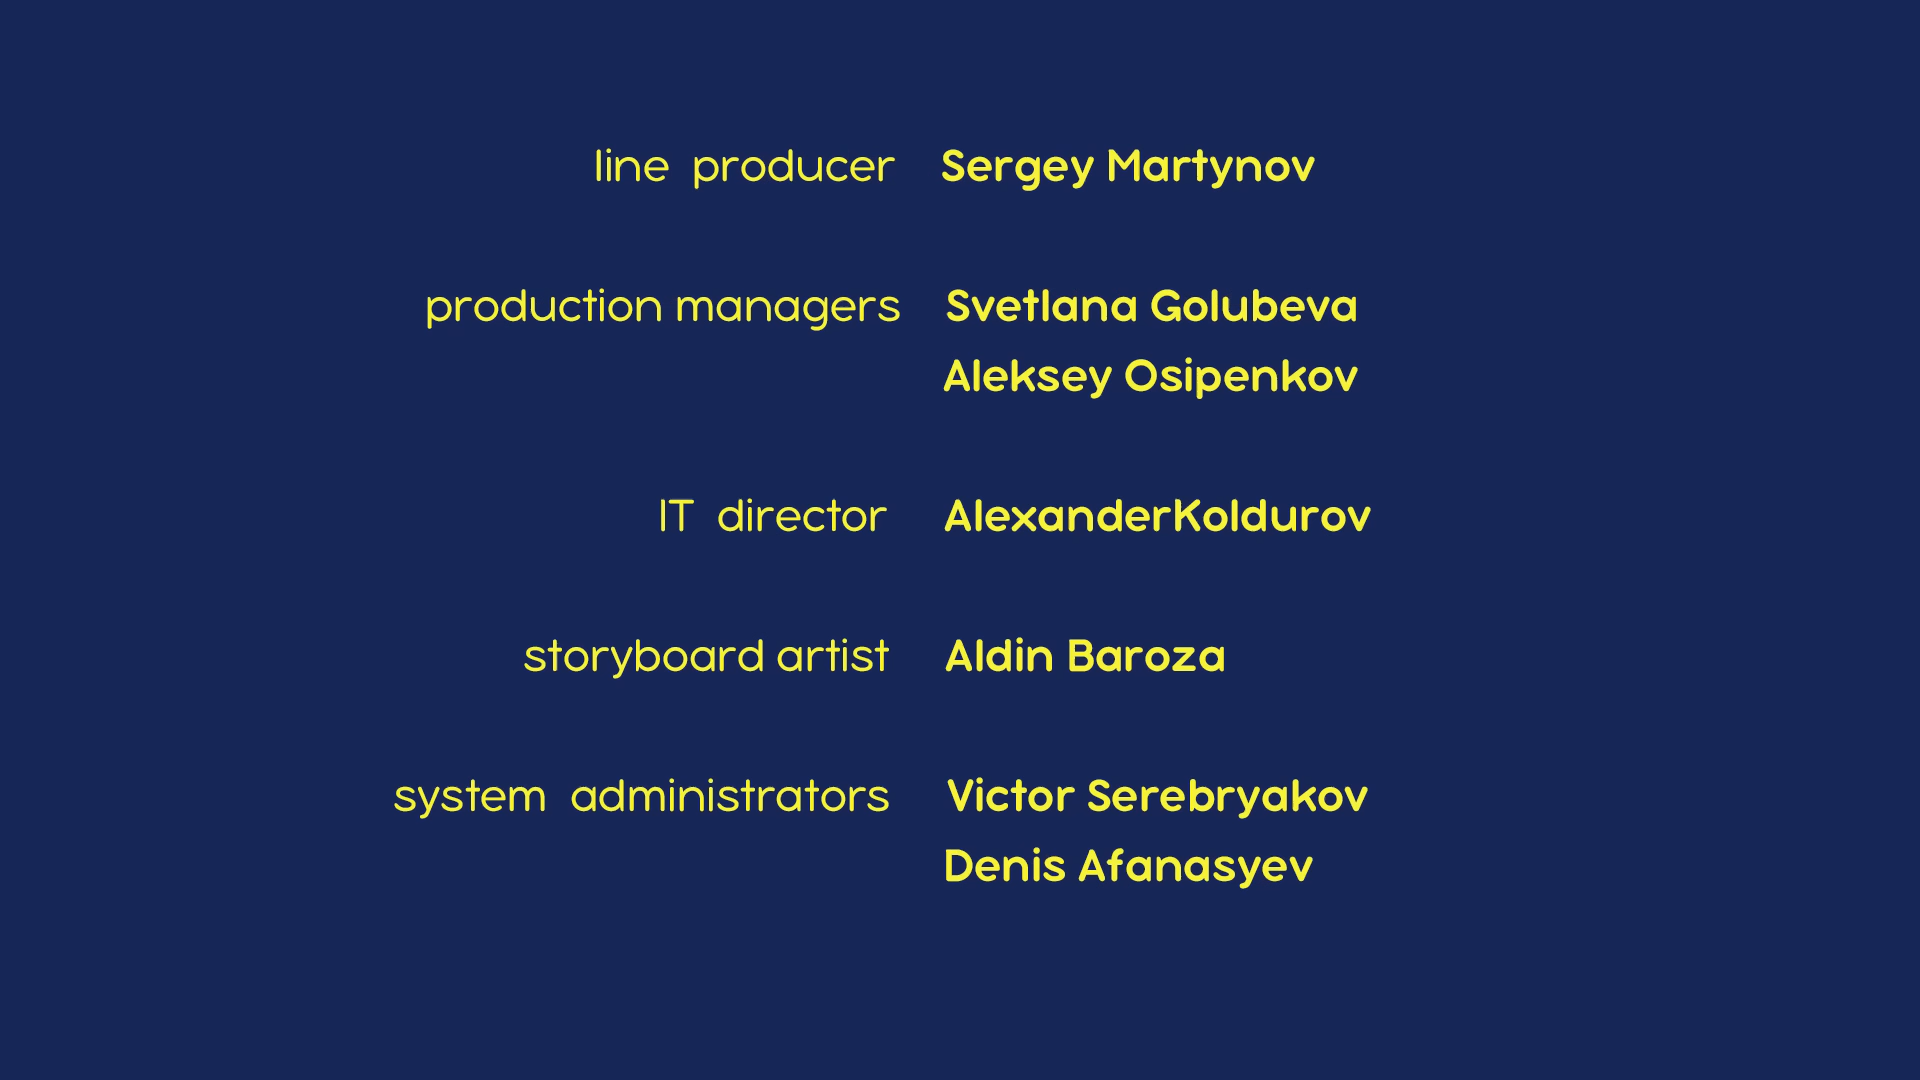 line producer Sergey Martynov
production managers Svetlana Golubeva
Aleksey Osipenkov
IT director AlexanderKoldurov
storyboard artist Aldin Baroza
system administrators Victor Serebryakov
Denis Afanasyev